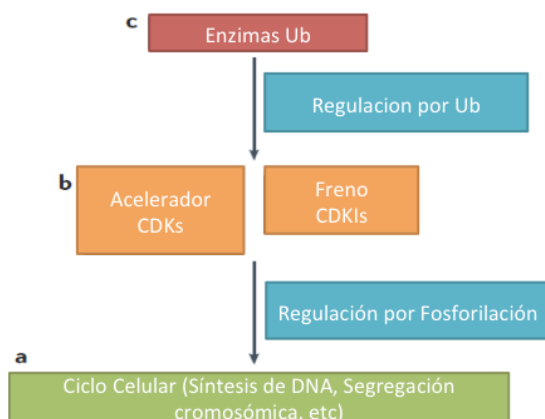 c
Enzimas Ub
Regulacion por Ub
b
Acelerador
CDKs
Freno
CDKIs
Regulación por Fosforilación
a
Ciclo Celular (Síntesis de DNA, Segregación
cromosómica, etc)